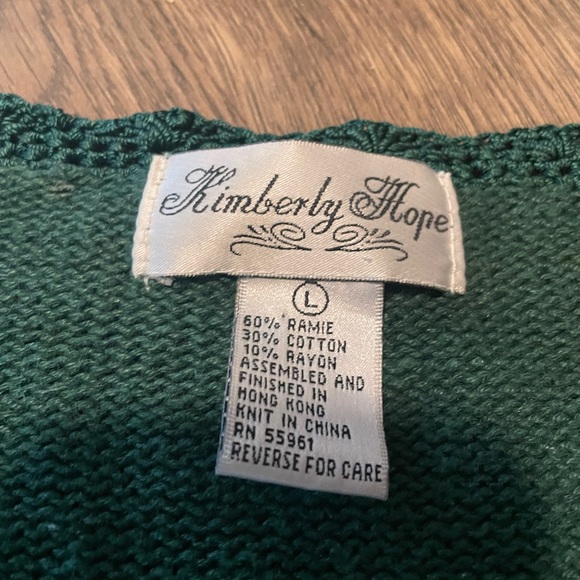 Kimberly Hope
L
60% RAMIE
30% COTTON
10% RAYON
ASSEMBLED AND
FINISHED IN
HONG KONG
KNIT IN CHINA
RN 55961
REVERSE FOR CARE